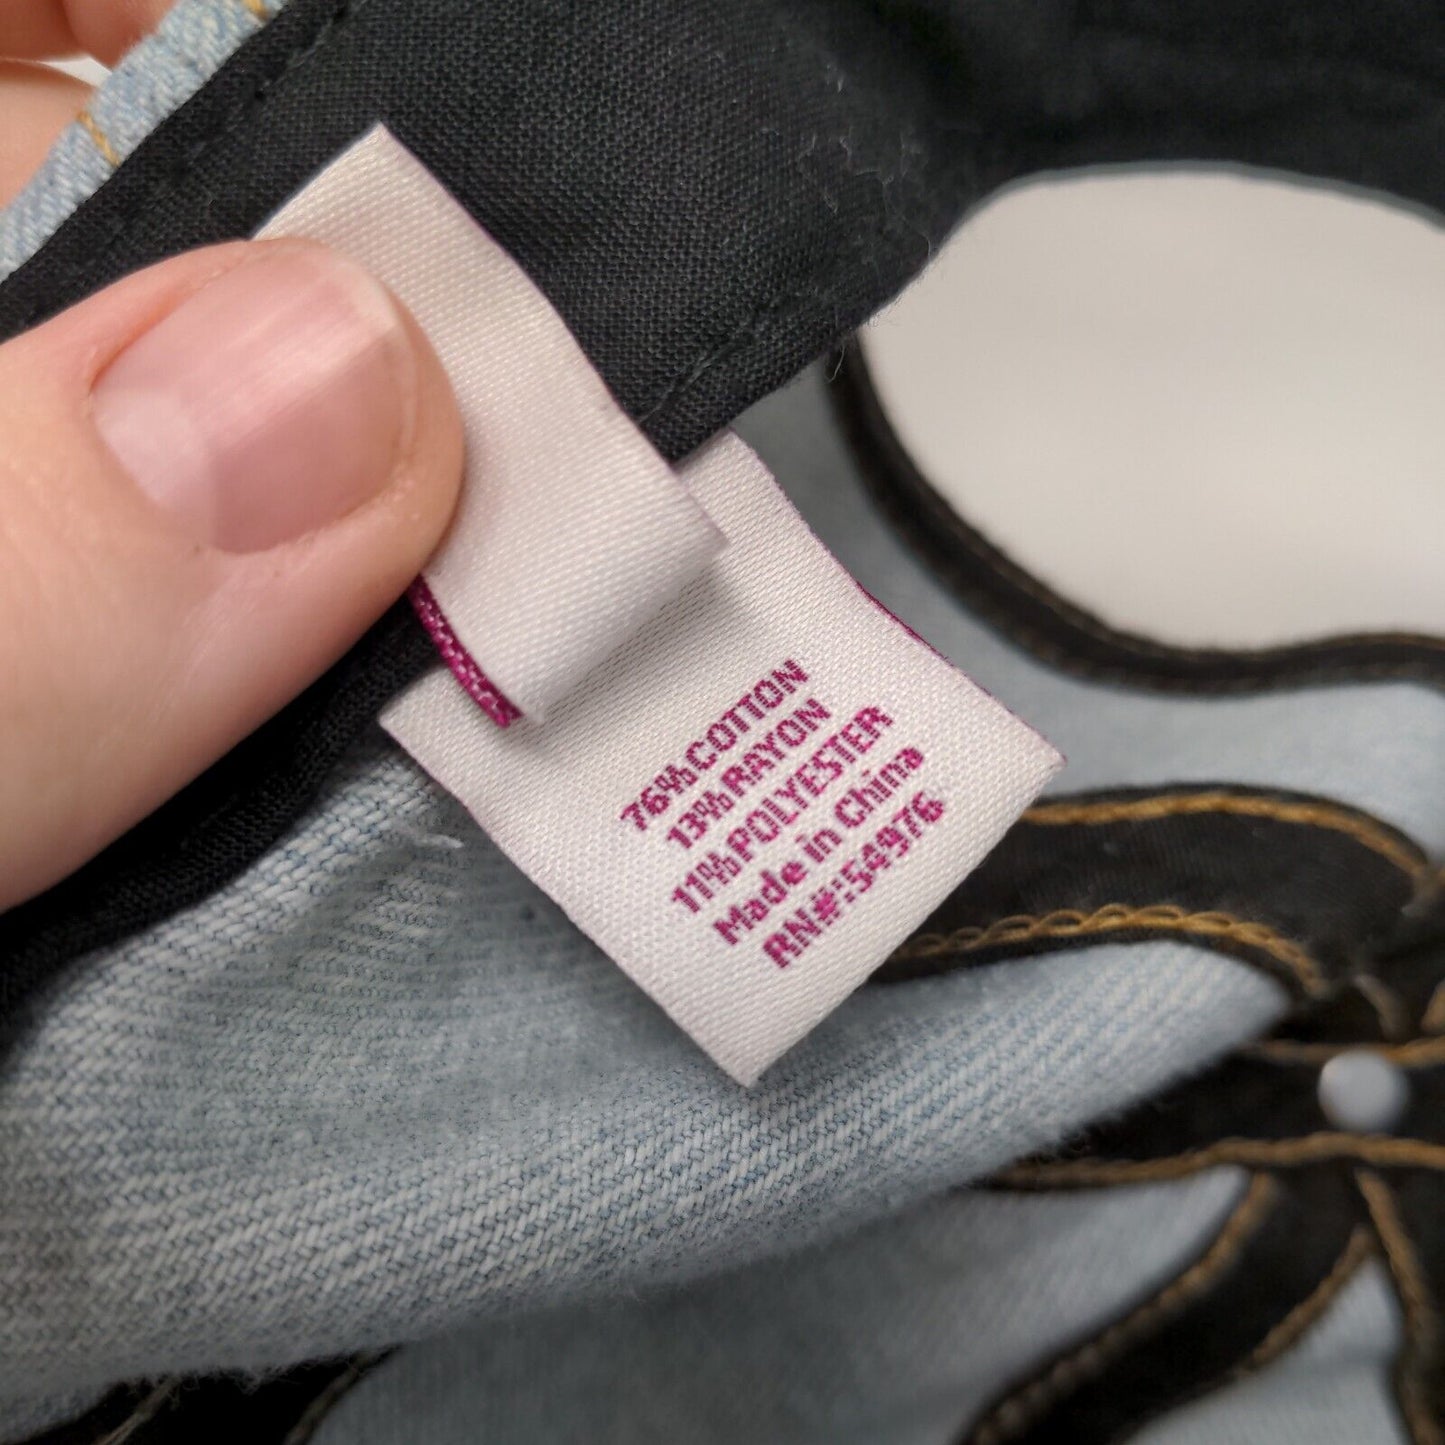 76% COTTON
13% RAYON
11% POLYESTER
Made in China
RN#:54976